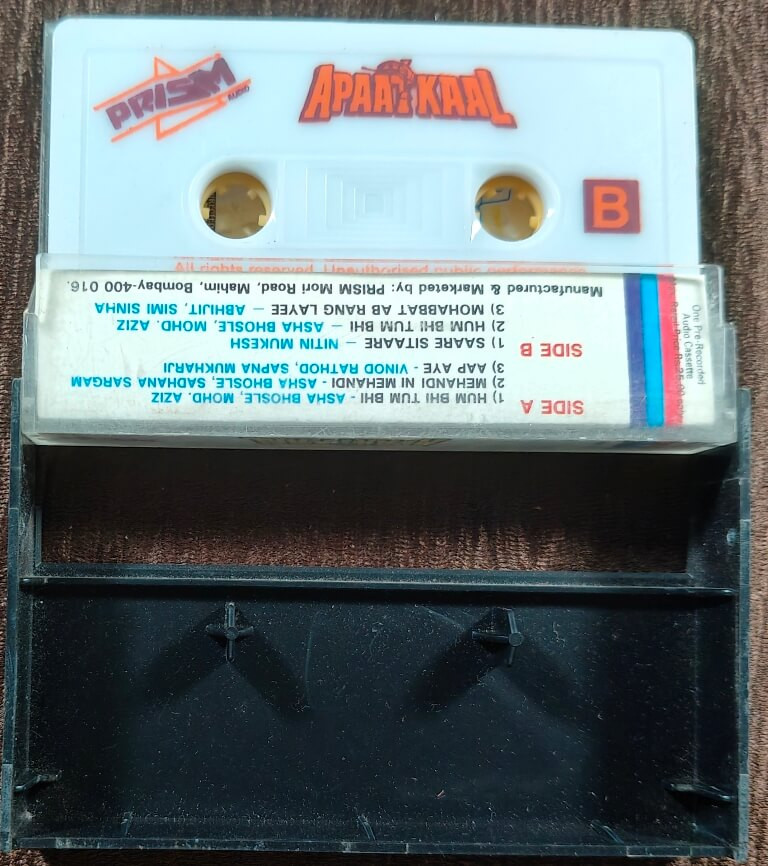 PRISM
AUDIO
APAATKAAL
B
All rights reserved. Unauthorised public performance
One Pre Recorded
Audio Cassette
SIDE A
1) HUM BHI TUM BHI - ASHA BHOSLE, MOHD. AZIZ
2) MEHANDI NI MEHANDI - ASHA BHOSLE, SADHANA SARGAM
3) AAP AYE - VINOD RATHOD, SAPNA MUKHARJI
SIDE B
1) SAARE SITAARE — NITIN MUKESH
2) HUM BHI TUM BHI — ASHA BHOSLE, MOHD. AZIZ
3) MOHABBAT AB RANG LAYEE — ABHIJIT, SIMI SINHA
Manufactured & Marketed by: PRISM Mori Road, Mahim, Bombay-400 016.